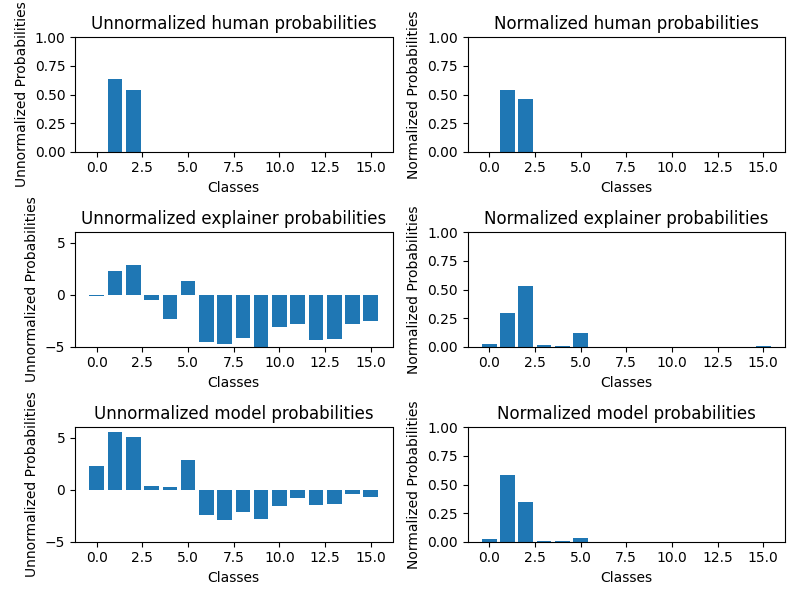 Unnormalized human probabilities
Unnormalized Probabilities
1.00
0.75
0.50
0.25
0.00
0.0 2.5 5.0 7.5 10.0 12.5 15.0
Classes
Normalized human probabilities
Normalized Probabilities
1.00
0.75
0.50
0.25
0.00
0.0 2.5 5.0 7.5 10.0 12.5 15.0
Classes
Unnormalized explainer probabilities
Unnormalized Probabilities
5
0
−5
0.0 2.5 5.0 7.5 10.0 12.5 15.0
Classes
Normalized explainer probabilities
Normalized Probabilities
1.00
0.75
0.50
0.25
0.00
0.0 2.5 5.0 7.5 10.0 12.5 15.0
Classes
Unnormalized model probabilities
Unnormalized Probabilities
5
0
−5
0.0 2.5 5.0 7.5 10.0 12.5 15.0
Classes
Normalized model probabilities
Normalized Probabilities
1.00
0.75
0.50
0.25
0.00
0.0 2.5 5.0 7.5 10.0 12.5 15.0
Classes